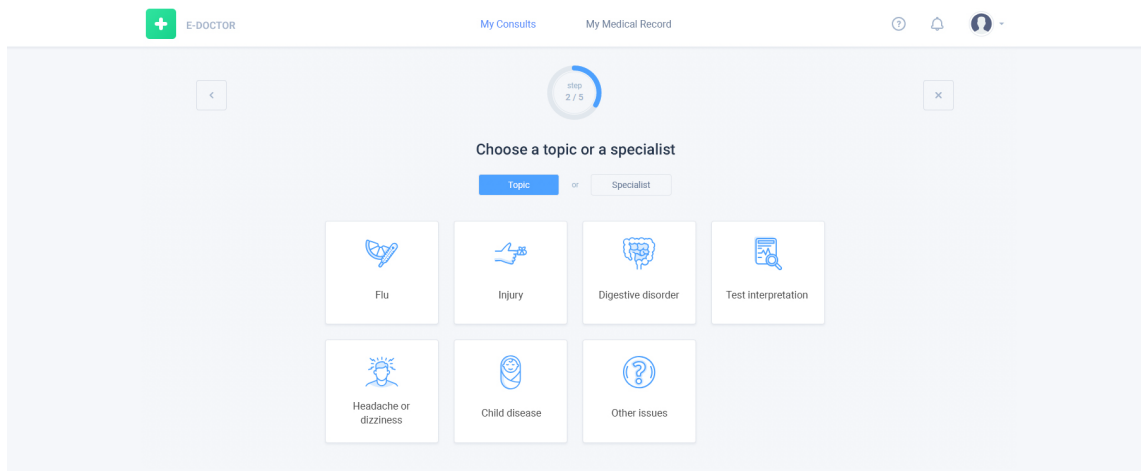 E-DOCTOR
My Consults
My Medical Record
?
step
2 / 5
Choose a topic or a specialist
Topic
or
Specialist
Flu
Injury
Digestive disorder
Test interpretation
Headache or
dizziness
Child disease
?
Other issues